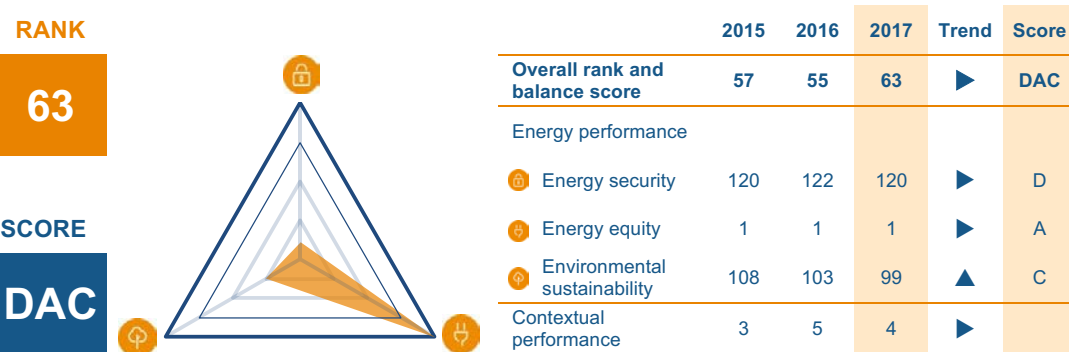 RANK
63
SCORE
DAC
2015 2016 2017 Trend Score
Overall rank and
balance score 57 55 63 DAC
Energy performance
Energy security 120 122 120 D
Energy equity 1 1 1 A
Environmental
sustainability 108 103 99 C
Contextual
performance 3 5 4